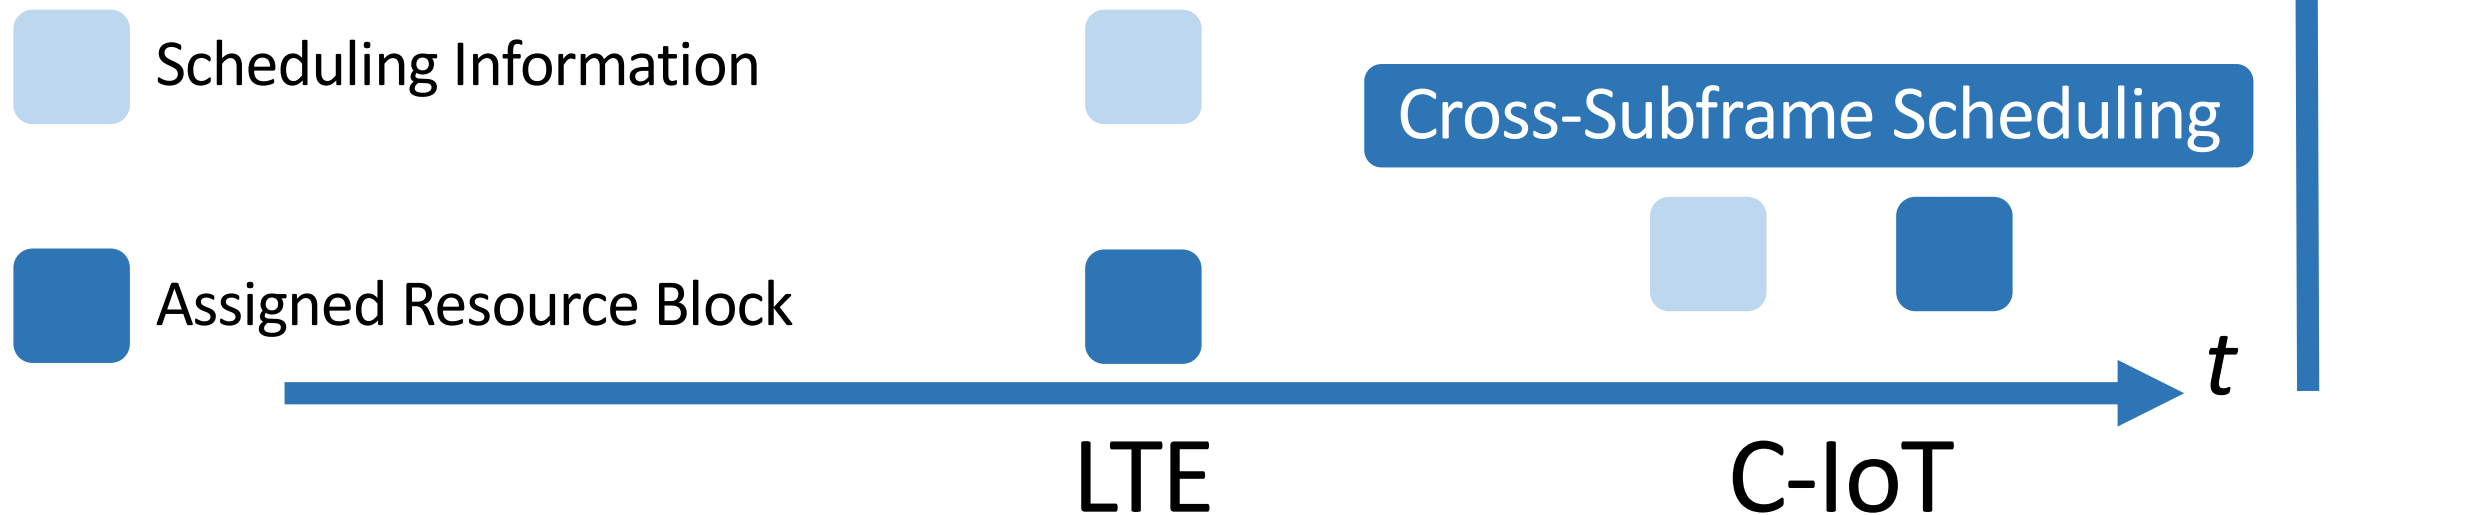 Scheduling Information
Cross-Subframe Scheduling
Assigned Resource Block
t
LTE
C-IoT